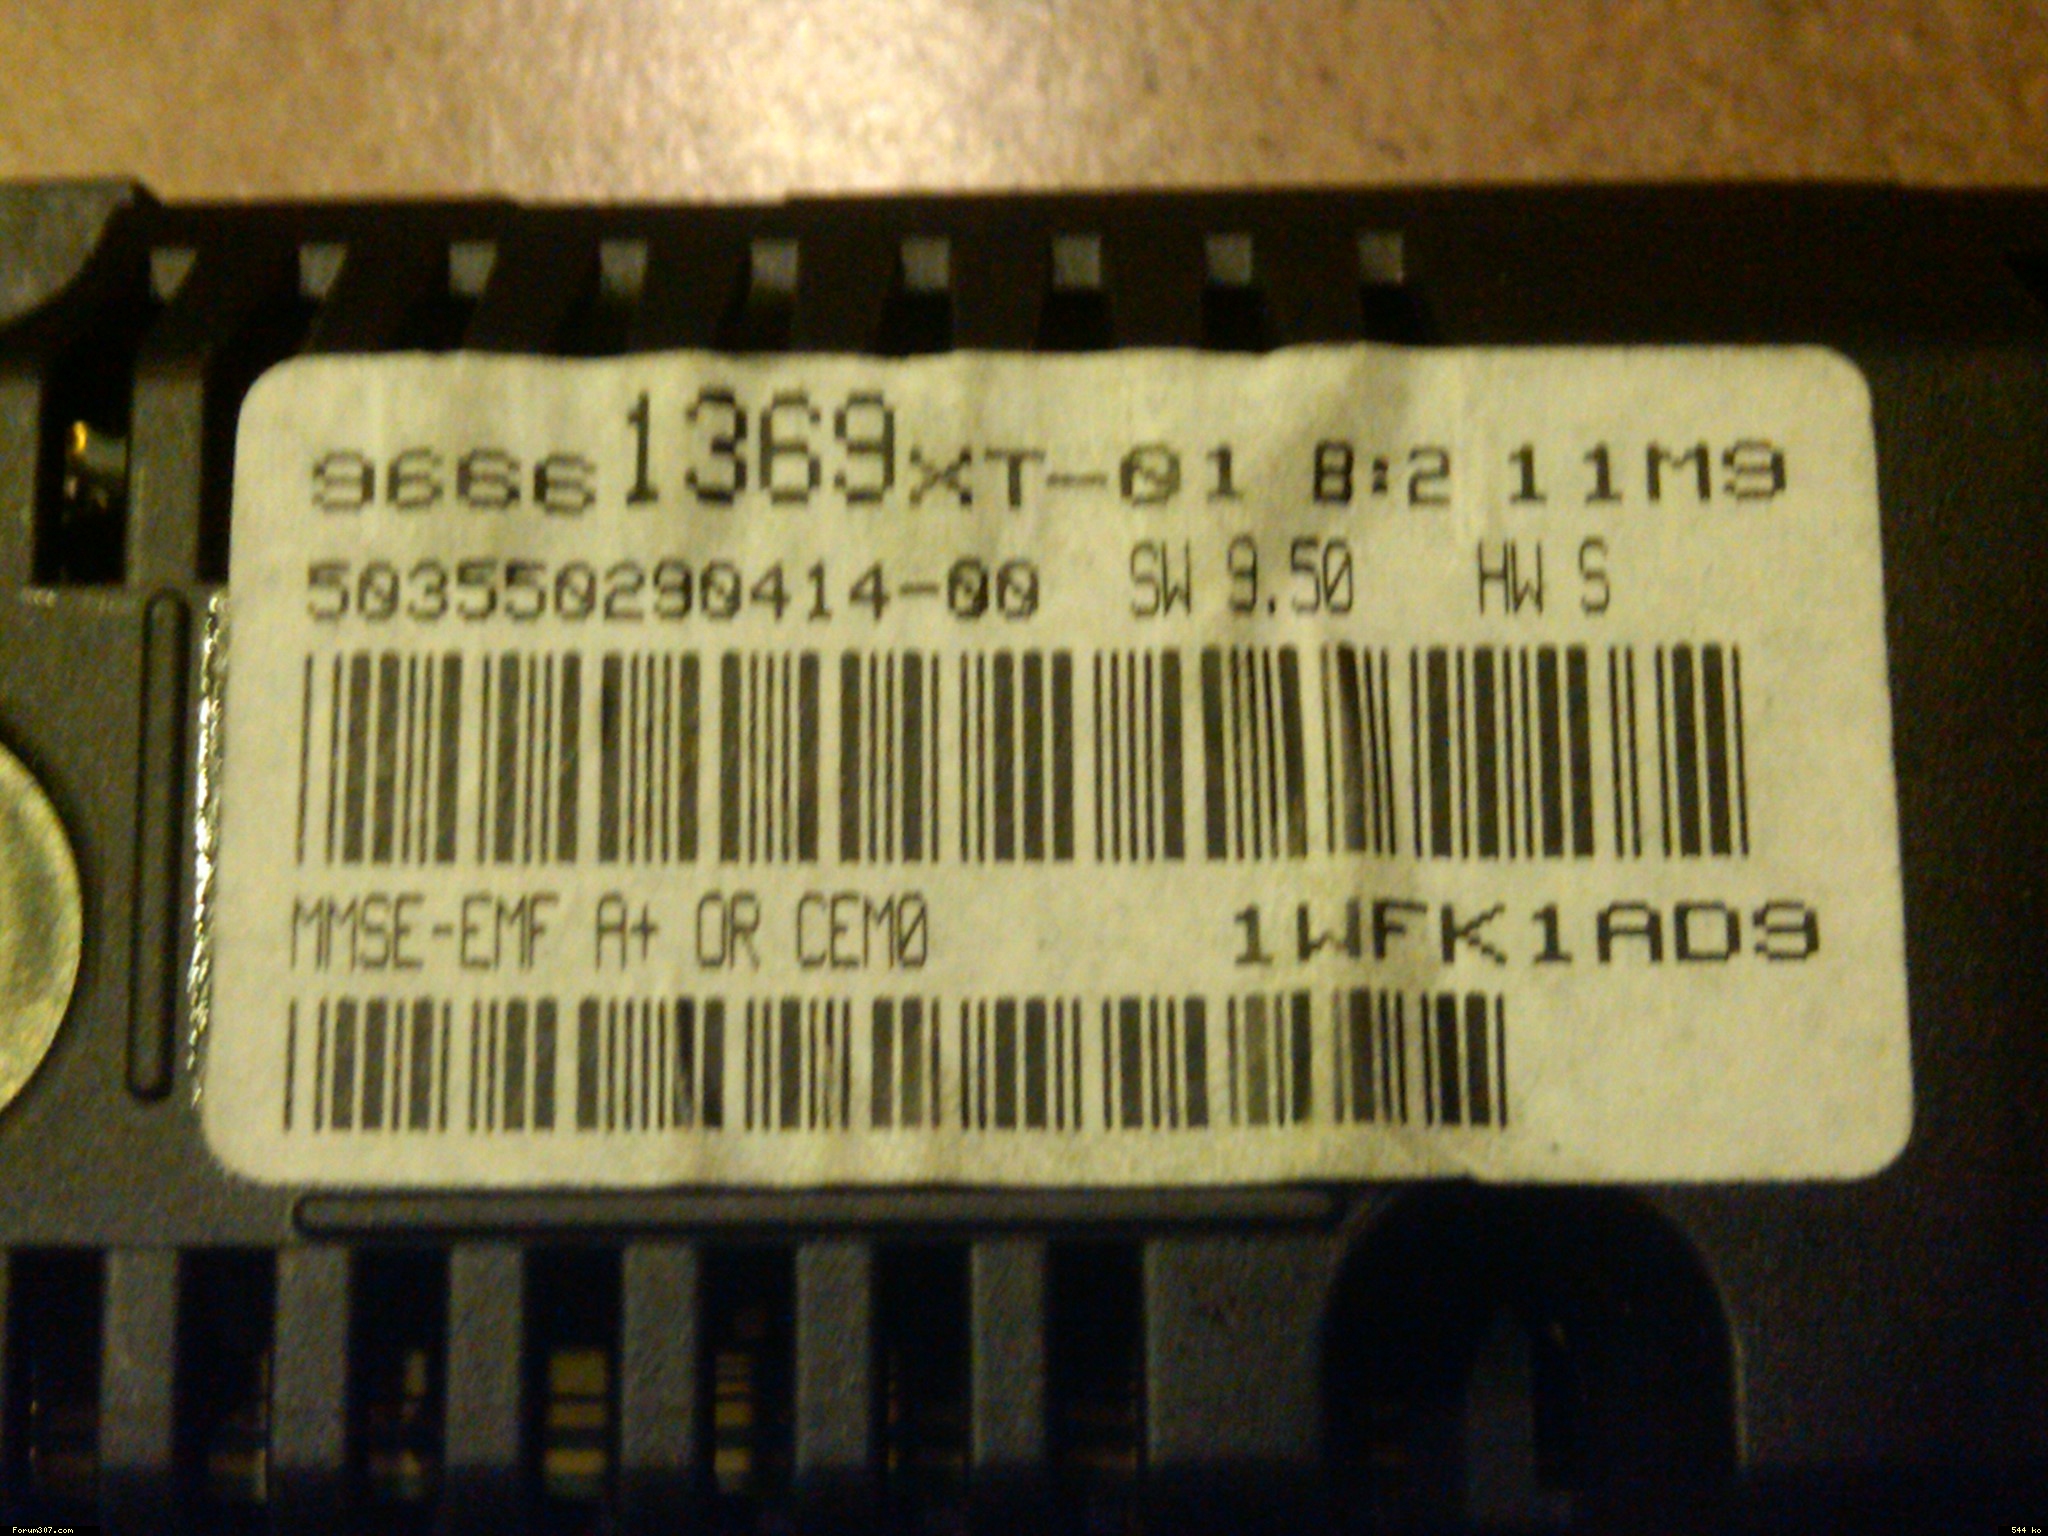 96661369XT-01 B:2 11M9
503550290414-00 SW 9.50 HW S
MMSE-EMF A+ OR CEM0 1WFK1AD9
Forum307.com 544 ko